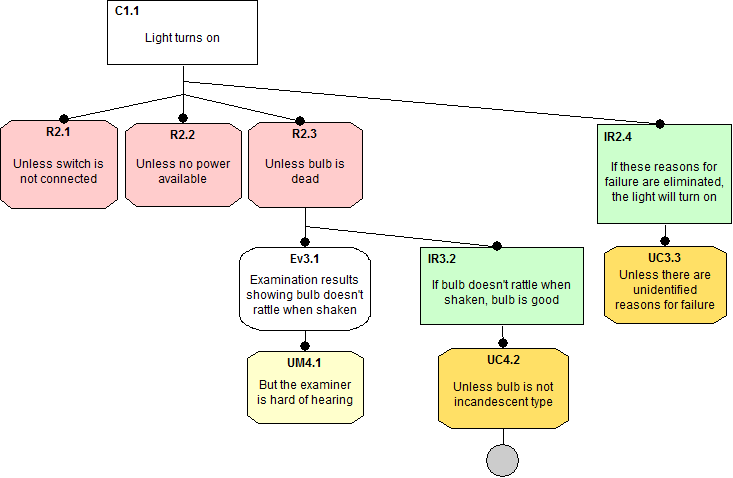 C1.1
Light turns on
R2.1
Unless switch is
not connected
R2.2
Unless no power
available
R2.3
Unless bulb is
dead
IR2.4
If these reasons for
failure are eliminated,
the light will turn on
Ev3.1
Examination results
showing bulb doesn't
rattle when shaken
IR3.2
If bulb doesn't rattle when
shaken, bulb is good
UC3.3
Unless there are
unidentified
reasons for failure
UM4.1
But the examiner
is hard of hearing
UC4.2
Unless bulb is not
incandescent type